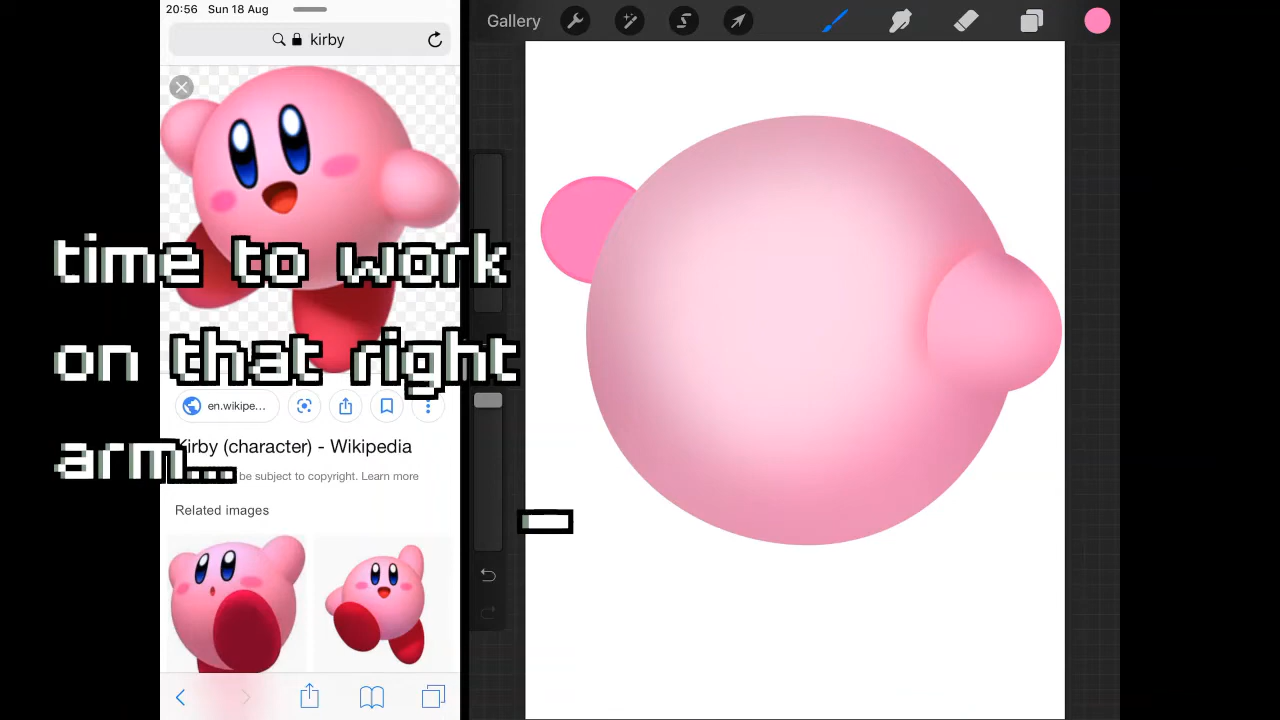 20:56 Sun 18 Aug
kirby
Gallery
time to work
on that right
arm...
en.wikipe...
Kirby (character) - Wikipedia
be subject to copyright. Learn more
Related images